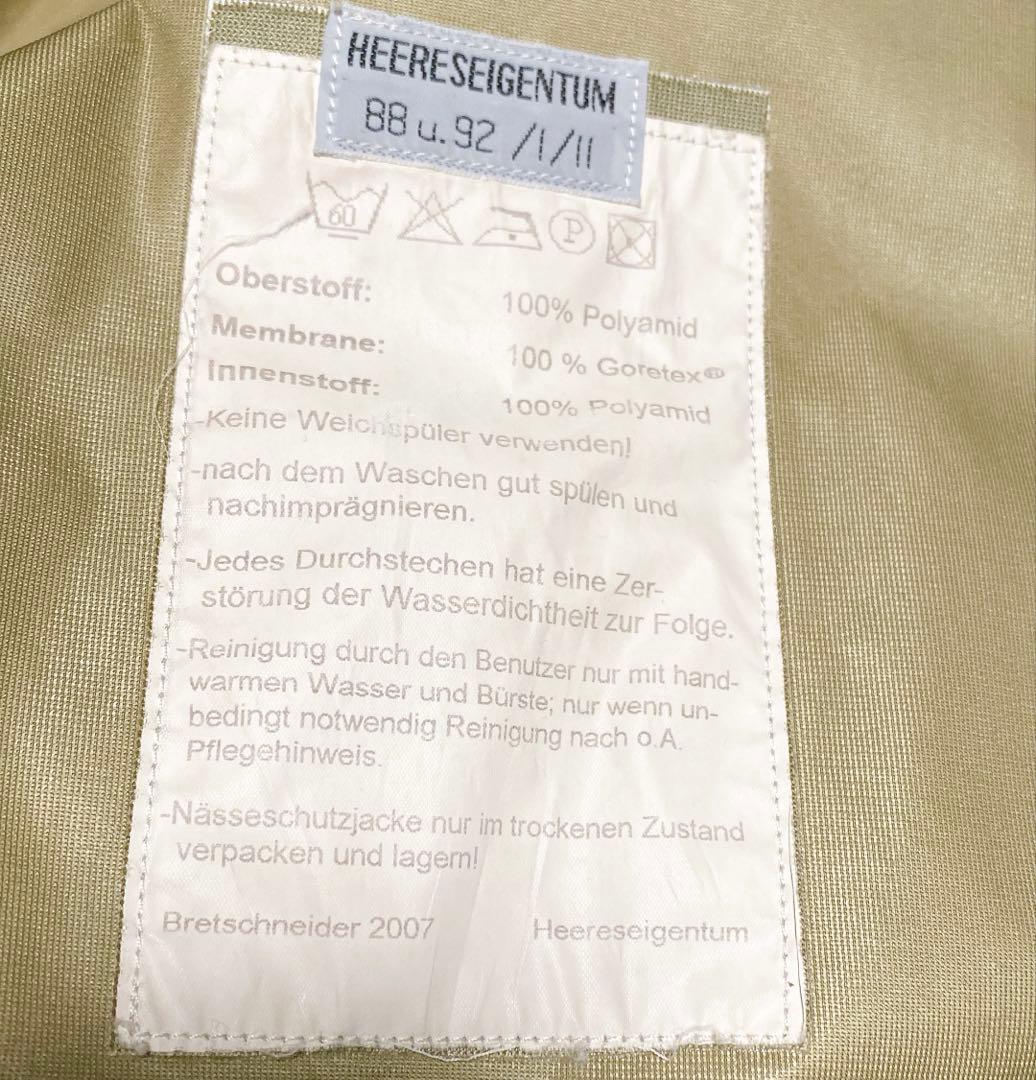 HEERESEIGENTUM
88 u. 92 /I/II
60 P
Oberstoff: 100% Polyamid
Membrane: 100 % Goretex®
Innenstoff: 100% Polyamid
-Keine Weichspüler verwenden!
-nach dem Waschen gut spülen und
nachimprägnieren.
-Jedes Durchstechen hat eine Zer-
störung der Wasserdichtheit zur Folge.
-Reinigung durch den Benutzer nur mit hand-
warmen Wasser und Bürste; nur wenn un-
bedingt notwendig Reinigung nach o.A.
Pflegehinweis.
-Nässeschutzjacke nur im trockenen Zustand
verpacken und lagern!
Bretschneider 2007 Heereseigentum